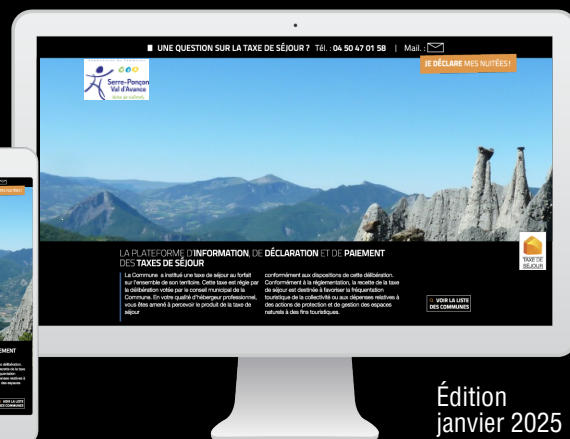 UNE QUESTION SUR LA TAXE DE SÉJOUR ? Tél. : 04 50 47 01 58 | Mail. :
JE DÉCLARE MES NUITÉES !
Serre-Ponçon
Val d'Avance
LA PLATEFORME D'INFORMATION, DE DÉCLARATION ET DE PAIEMENT
DES TAXES DE SÉJOUR
La Commune a institué une taxe de séjour au forfait
sur l'ensemble de son territoire. Cette taxe est régie par
la délibération votée par le conseil municipal de la
Commune. En votre qualité d'hébergeur professionnel,
vous êtes amené à percevoir le produit de la taxe de
séjour
conformément aux dispositions de cette délibération.
Conformément à la réglementation, la recette de la taxe
de séjour est destinée à favoriser la fréquentation
touristique de la collectivité ou aux dépenses relatives à
des actions de protection et de gestion des espaces
naturels à des fins touristiques.
TAXE DE
SÉJOUR
VOIR LA LISTE
DES COMMUNES
Édition
janvier 2025